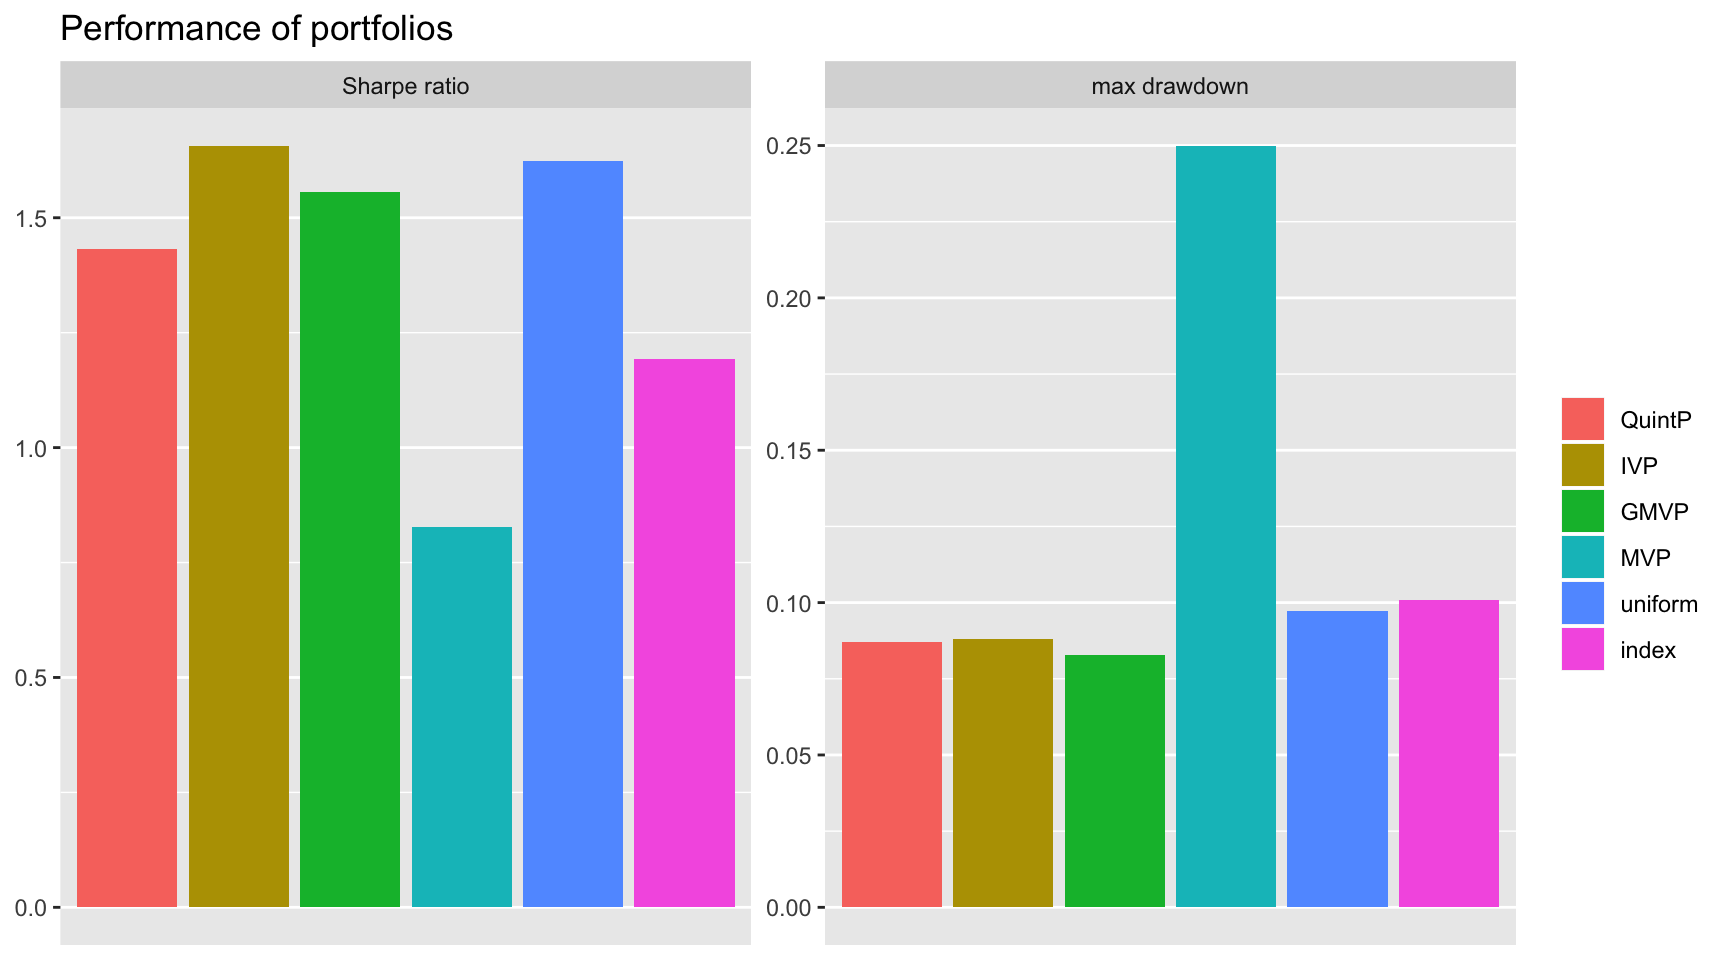 Performance of portfolios
Sharpe ratio
1.5
1.0
0.5
0.0
max drawdown
0.25
0.20
0.15
0.10
0.05
0.00
QuintP
IVP
GMVP
MVP
uniform
index